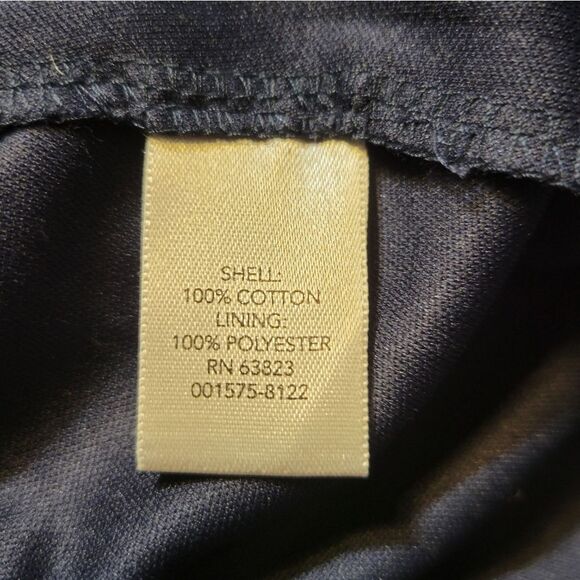 SHELL:
100% COTTON
LINING:
100% POLYESTER
RN 63823
001575-8122